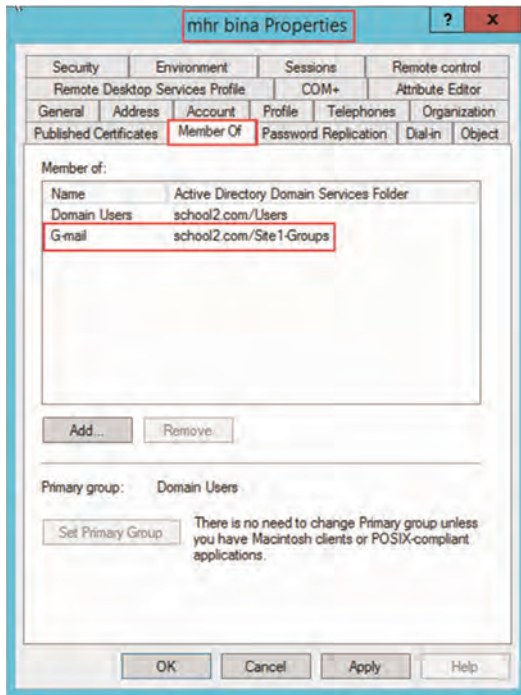 mhr bina Properties
? x
Security Environment Sessions Remote control
Remote Desktop Services Profile COM+ Attribute Editor
General Address Account Profile Telephones Organization
Published Certificates Member Of Password Replication Dial-in Object
Member of:
Name Active Directory Domain Services Folder
Domain Users school2.com/Users
G-mail school2.com/Site1-Groups
Add... Remove
Primary group: Domain Users
Set Primary Group
There is no need to change Primary group unless
you have Macintosh clients or POSIX-compliant
applications.
OK Cancel Apply Help